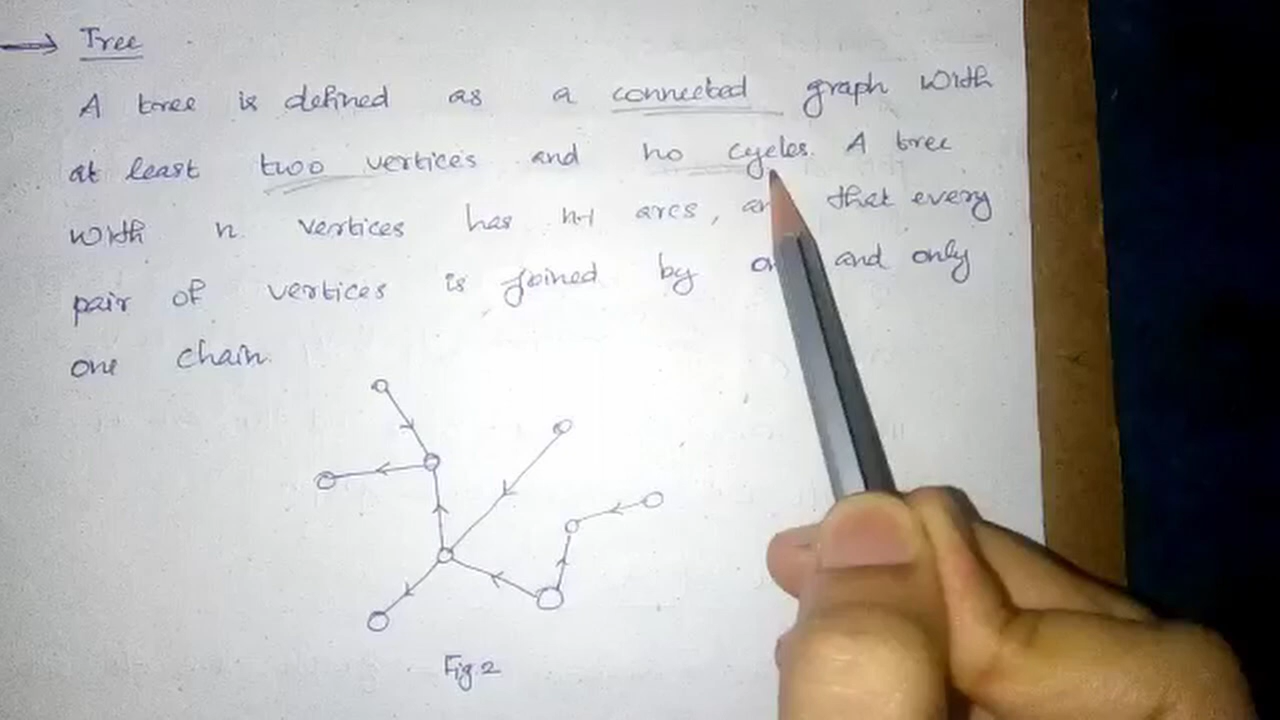 → Tree
A tree is defined as a connected graph with
at least two vertices and no cycles. A tree
with n vertices has n-1 arcs, that every
pair of vertices is joined by and only
one chain.
Fig. 2